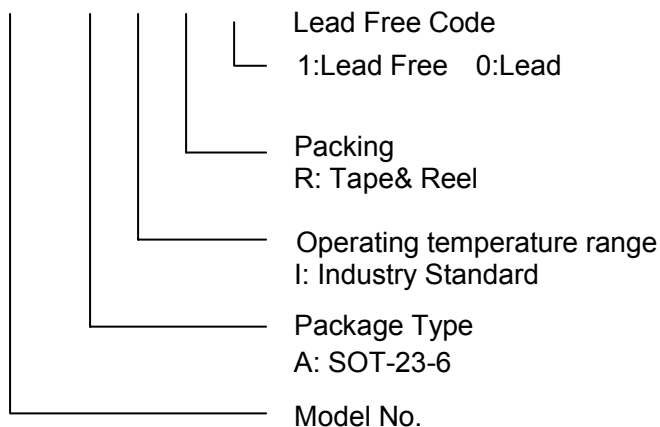 Lead Free Code
1:Lead Free 0:Lead
Packing
R: Tape& Reel
Operating temperature range
I: Industry Standard
Package Type
A: SOT-23-6
Model No.